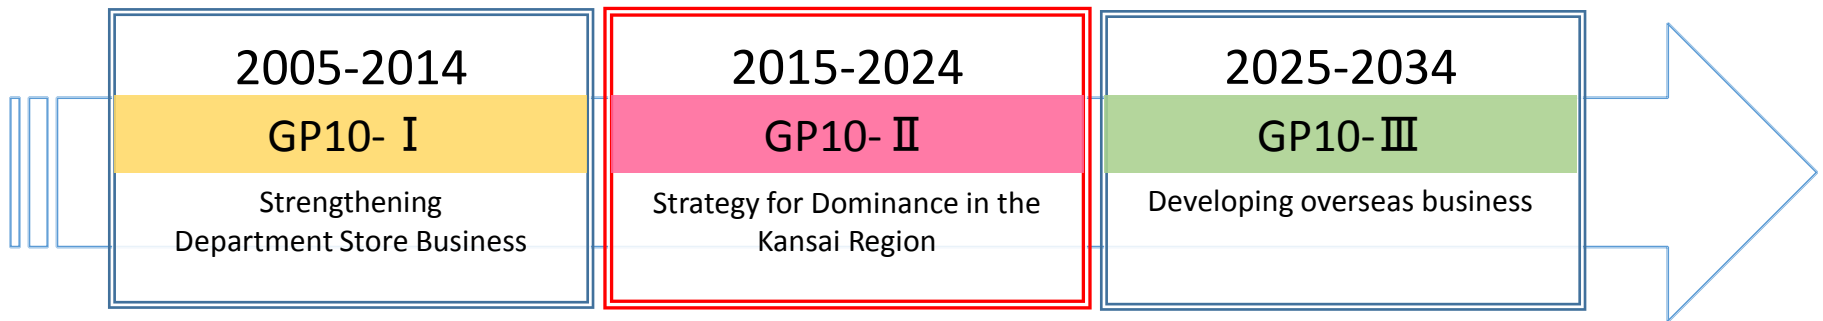 2005-2014
GP10- Ⅰ
Strengthening
Department Store Business
2015-2024
GP10- Ⅱ
Strategy for Dominance in the
Kansai Region
2025-2034
GP10-Ⅲ
Developing overseas business